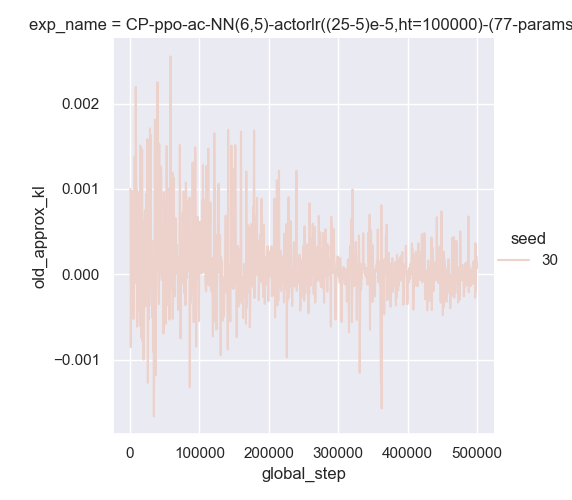 exp_name = CP-ppo-ac-NN(6,5)-actorlr((25-5)e-5,ht=100000)-(77-params
0.002
0.001
0.000
−0.001
old_approx_kl
0
100000
200000
300000
400000
500000
global_step
seed
30